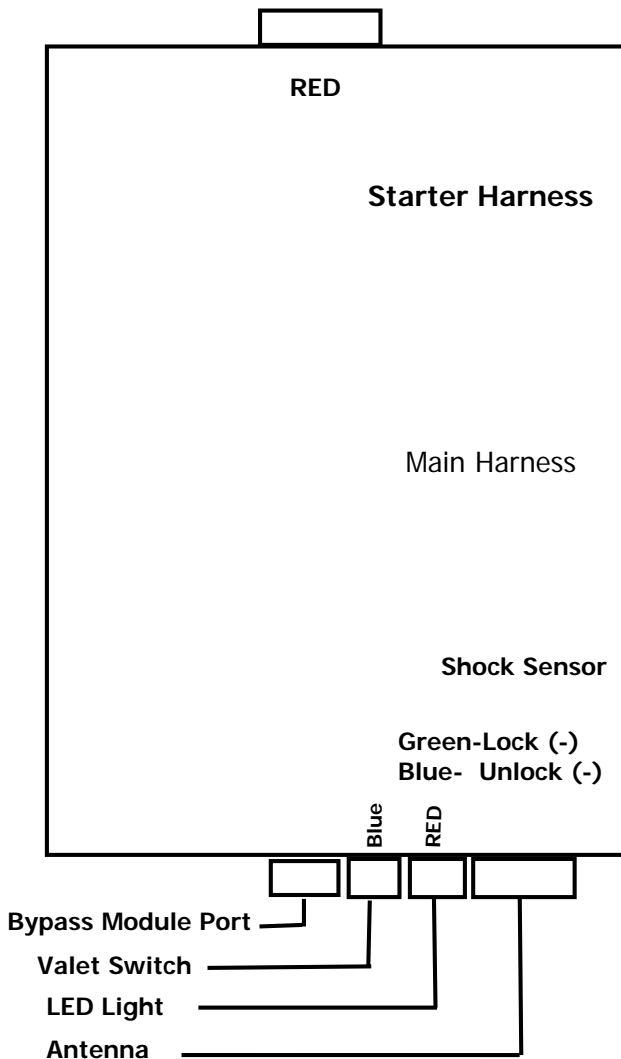 RED
Starter Harness
Main Harness
Shock Sensor
Green-Lock (-)
Blue- Unlock (-)
Blue
RED
Bypass Module Port
Valet Switch
LED Light
Antenna